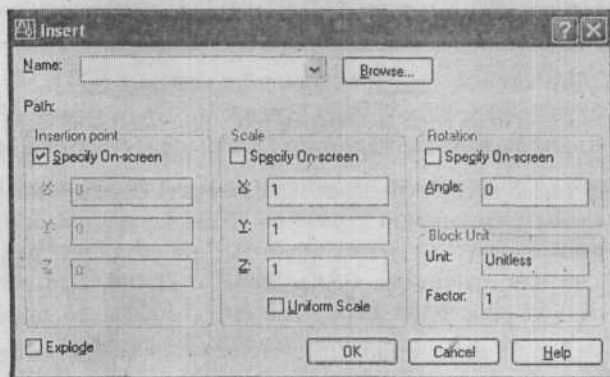 Insert
Name: Browse...
Path:
Insertion point Scale Rotation
Specify On-screen Specify On-screen Specify On-screen
X: 0 X: 1 Angle: 0
Y: 0 Y: 1 Block Unit
Z: 0 Z: 1 Unit: Unitless
Uniform Scale Factor: 1
Explode OK Cancel Help